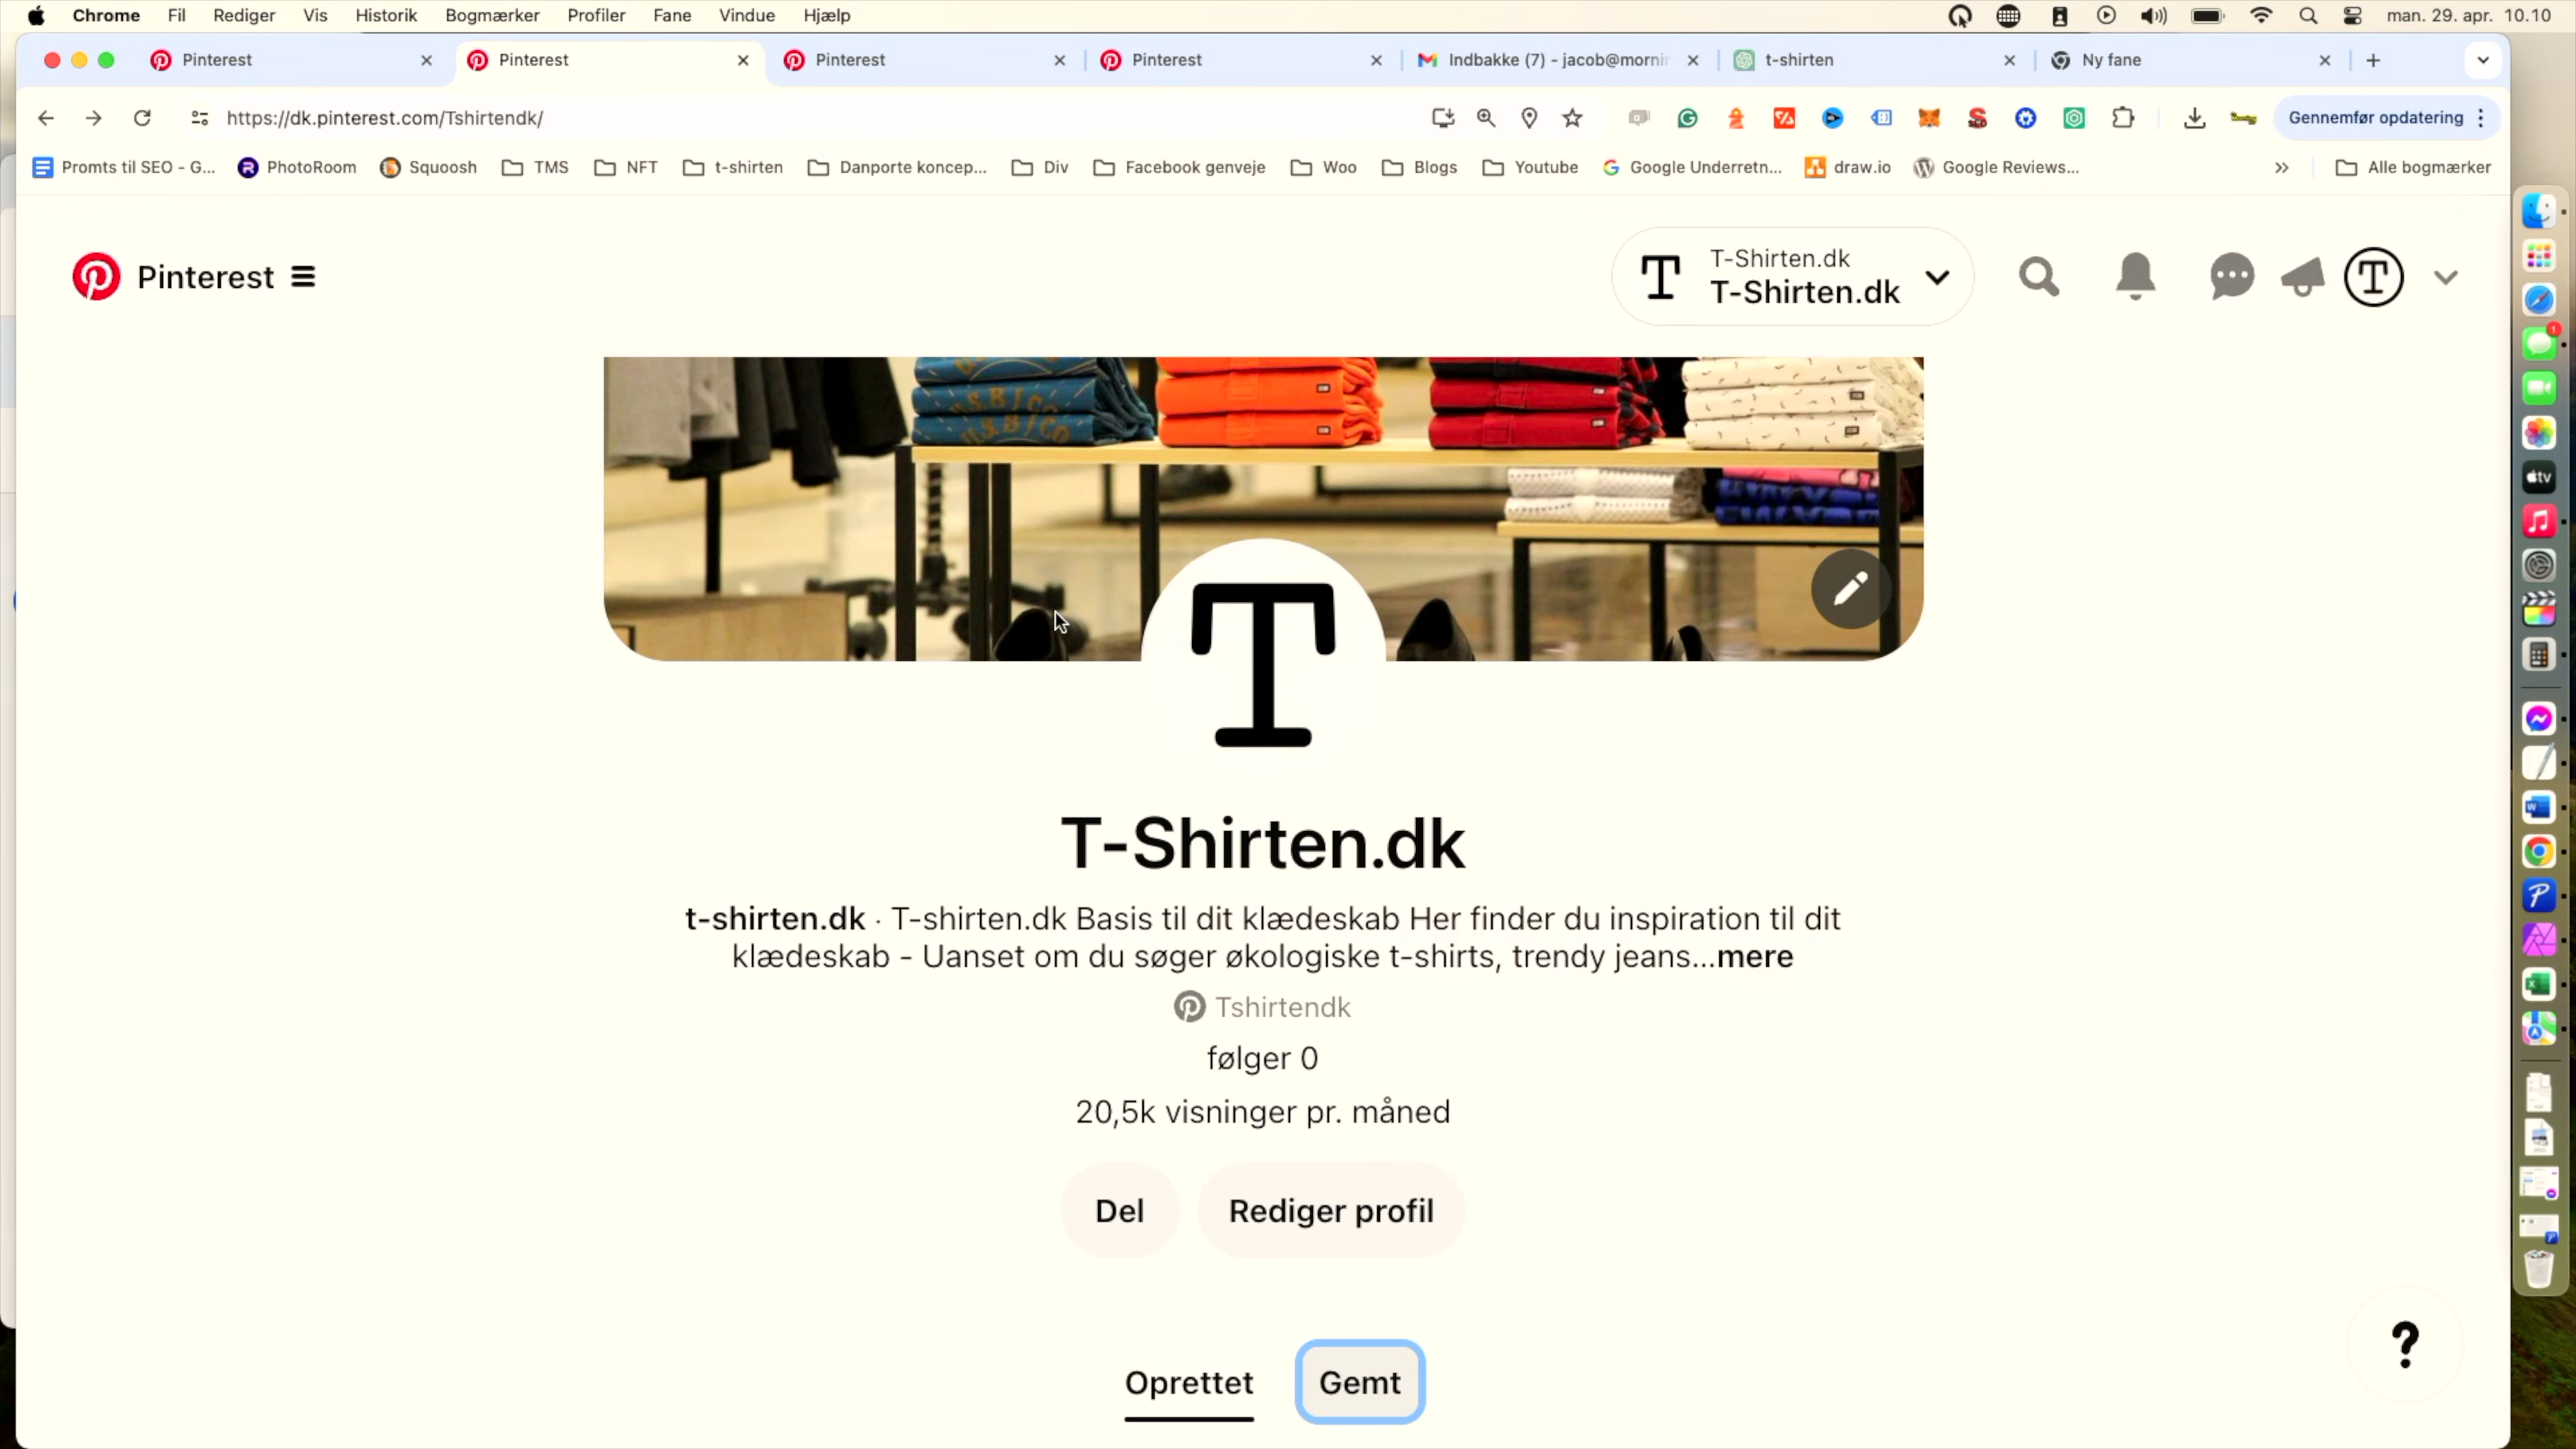 Chrome Fil Rediger Vis Historik Bogmærker Profiler Fane Vindue Hjælp man. 29. apr. 10.10
Pinterest Pinterest Pinterest Pinterest Indbakke (7) - jacob@morni t-shirten Ny fane
https://dk.pinterest.com/Tshirtendk/ Gennemfør opdatering
Promts til SEO - G... PhotoRoom Squoosh TMS NFT t-shirten Danporte koncep... Div Facebook genveje Woo Blogs Youtube Google Underretn... draw.io Google Reviews... » Alle bogmærker
Pinterest
T-Shirten.dk
T-Shirten.dk
T-Shirten.dk
t-shirten.dk · T-shirten.dk Basis til dit klædeskab Her finder du inspiration til dit
klædeskab - Uanset om du søger økologiske t-shirts, trendy jeans...mere
Tshirtendk
følger 0
20,5k visninger pr. måned
Del Rediger profil
Oprettet Gemt
?